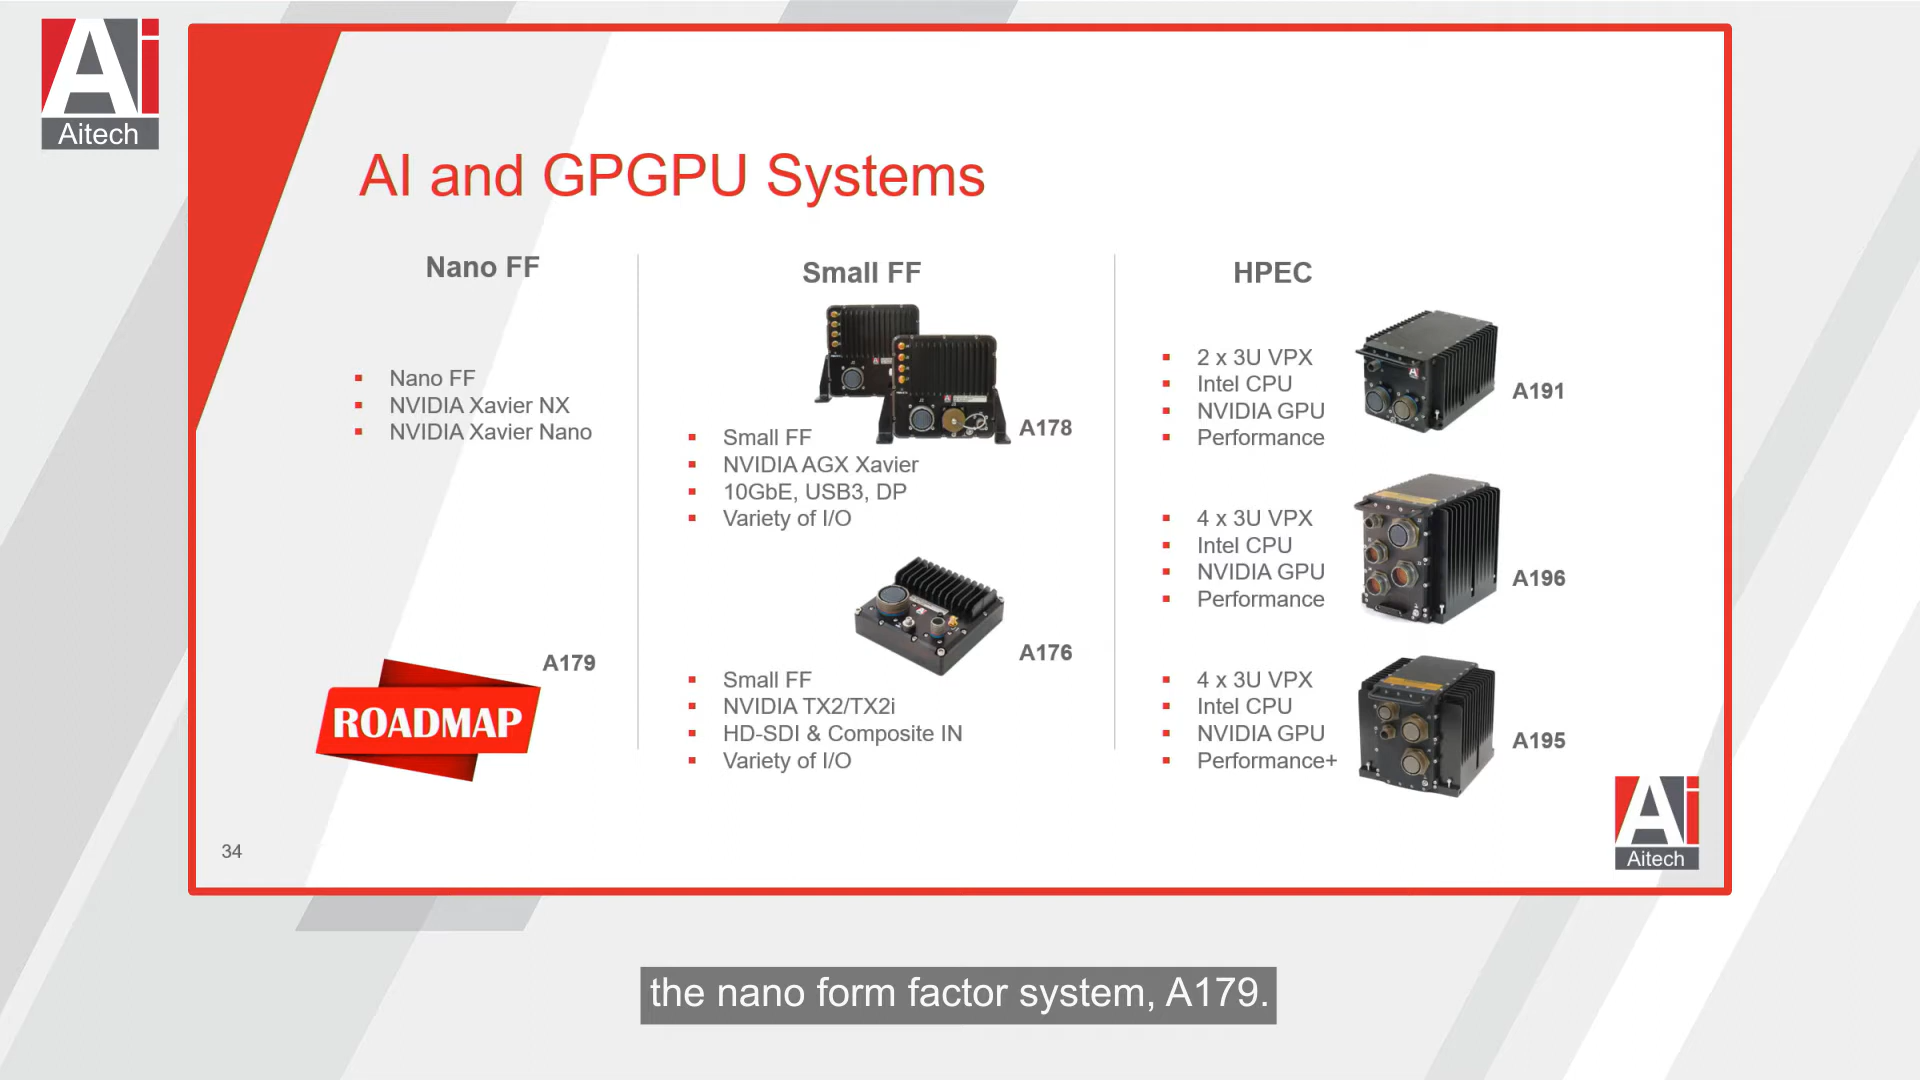 Ai
Aitech
AI and GPGPU Systems
Nano FF
Nano FF
NVIDIA Xavier NX
NVIDIA Xavier Nano
A179
ROADMAP
Small FF
A178
Small FF
NVIDIA AGX Xavier
10GbE, USB3, DP
Variety of I/O
A176
Small FF
NVIDIA TX2/TX2i
HD-SDI & Composite IN
Variety of I/O
HPEC
2 x 3U VPX
Intel CPU
NVIDIA GPU
Performance
A191
4 x 3U VPX
Intel CPU
NVIDIA GPU
Performance
A196
4 x 3U VPX
Intel CPU
NVIDIA GPU
Performance+
A195
34
Ai
Aitech
the nano form factor system, A179.